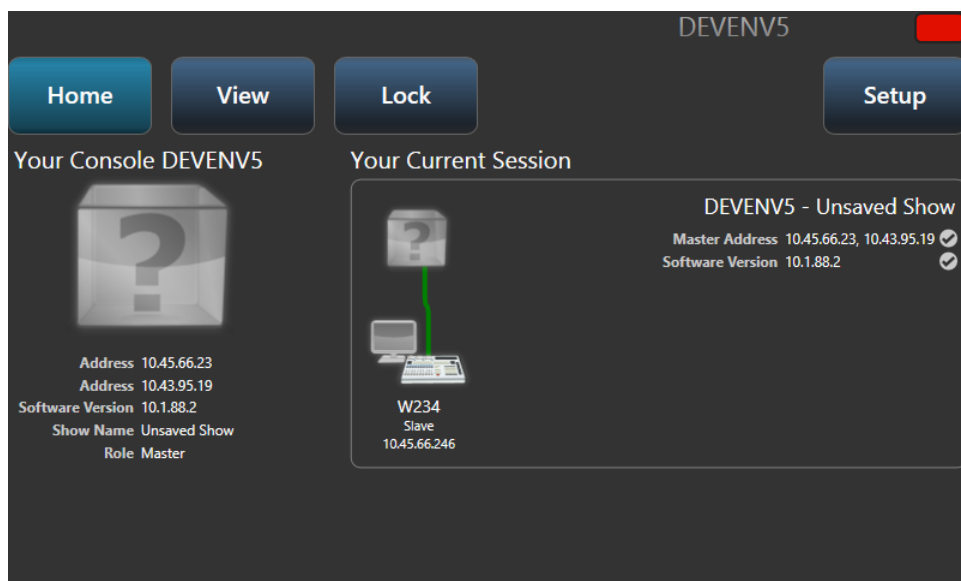 DEVENV5
Home
View
Lock
Setup
Your Console DEVENV5
?
Address 10.45.66.23
Address 10.43.95.19
Software Version 10.1.88.2
Show Name Unsaved Show
Role Master
Your Current Session
?
DEVENV5 - Unsaved Show
Master Address 10.45.66.23, 10.43.95.19
Software Version 10.1.88.2
W234
Slave
10.45.66.246